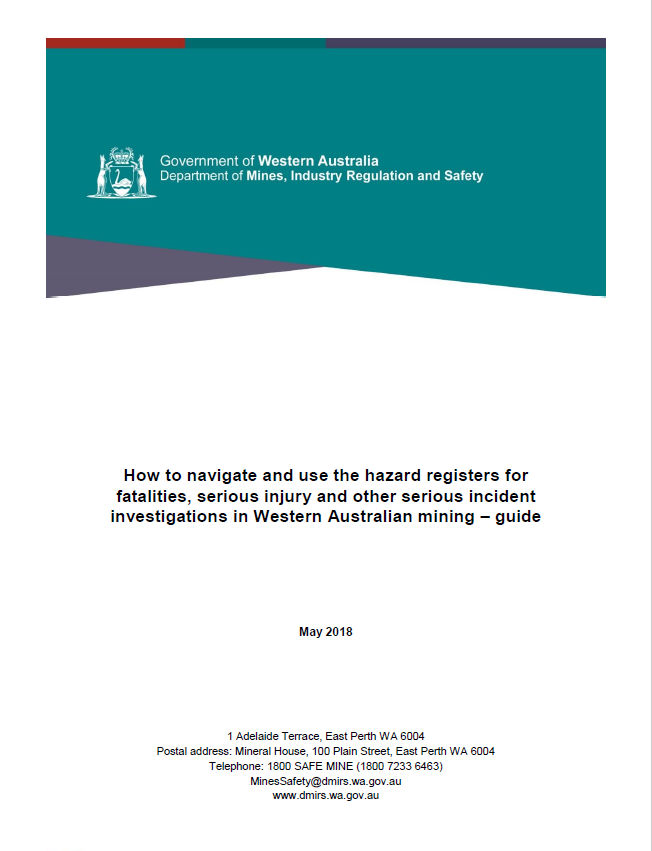 Government of Western Australia
Department of Mines, Industry Regulation and Safety
How to navigate and use the hazard registers for
fatalities, serious injury and other serious incident
investigations in Western Australian mining – guide
May 2018
1 Adelaide Terrace, East Perth WA 6004
Postal address: Mineral House, 100 Plain Street, East Perth WA 6004
Telephone: 1800 SAFE MINE (1800 7233 6463)
MinesSafety@dmirs.wa.gov.au
www.dmirs.wa.gov.au